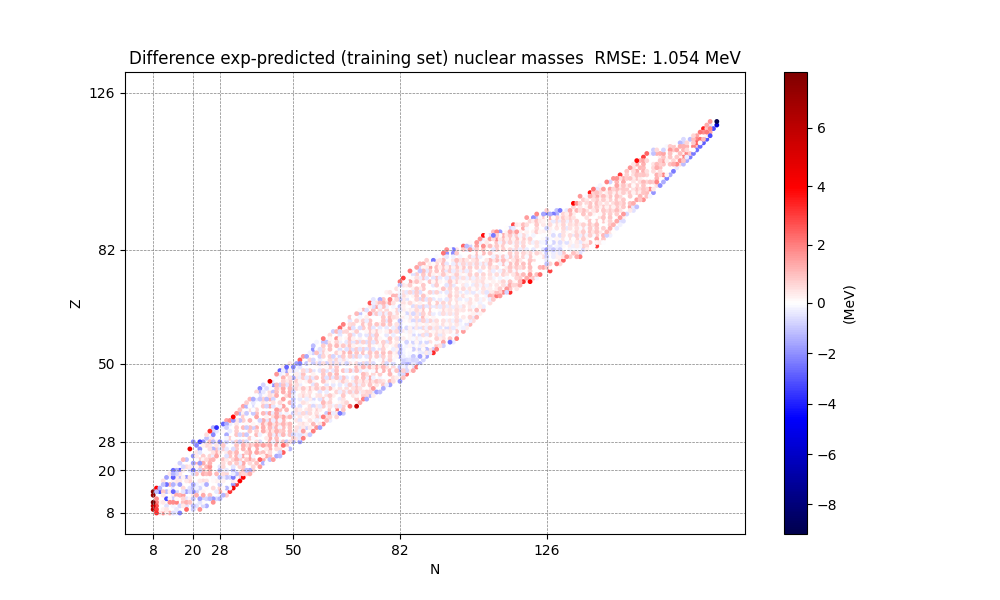 Difference exp-predicted (training set) nuclear masses  RMSE: 1.054 MeV
126
82
50
28
20
8
Z
8 20 28 50 82 126
N
6
4
2
0
−2
−4
−6
−8
(MeV)